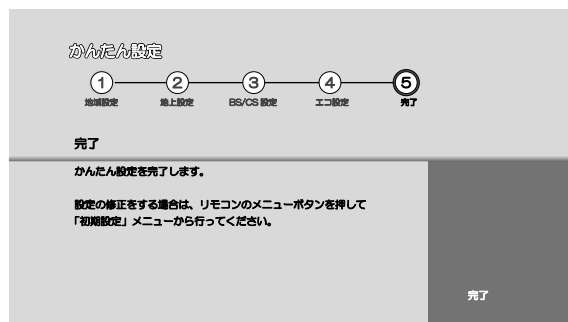 かんたん設定
1 2 3 4 5
地域設定 地上設定 BS/CS 設定 エコ設定 完了
完了
かんたん設定を完了します。
設定の修正をする場合は、リモコンのメニューボタンを押して
「初期設定」メニューから行ってください。
完了